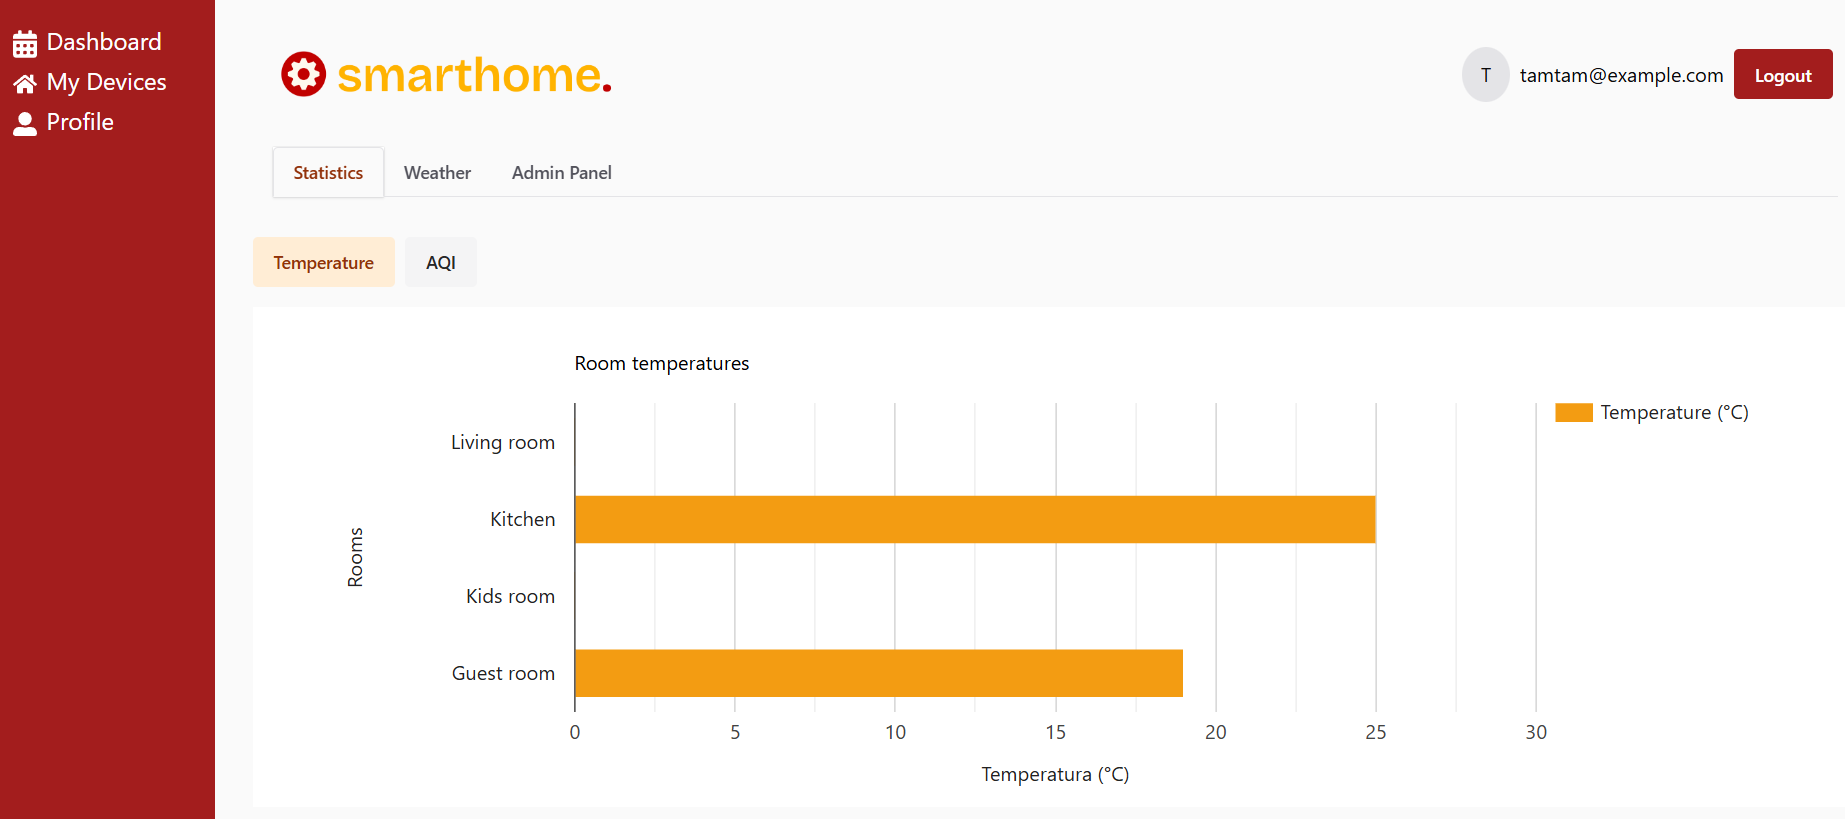 Dashboard
My Devices
Profile
smarthome.
T
tamtam@example.com
Logout
Statistics
Weather
Admin Panel
Temperature
AQI
Room temperatures
Temperature (°C)
Rooms
Living room
Kitchen
Kids room
Guest room
0 5 10 15 20 25 30
Temperatura (°C)